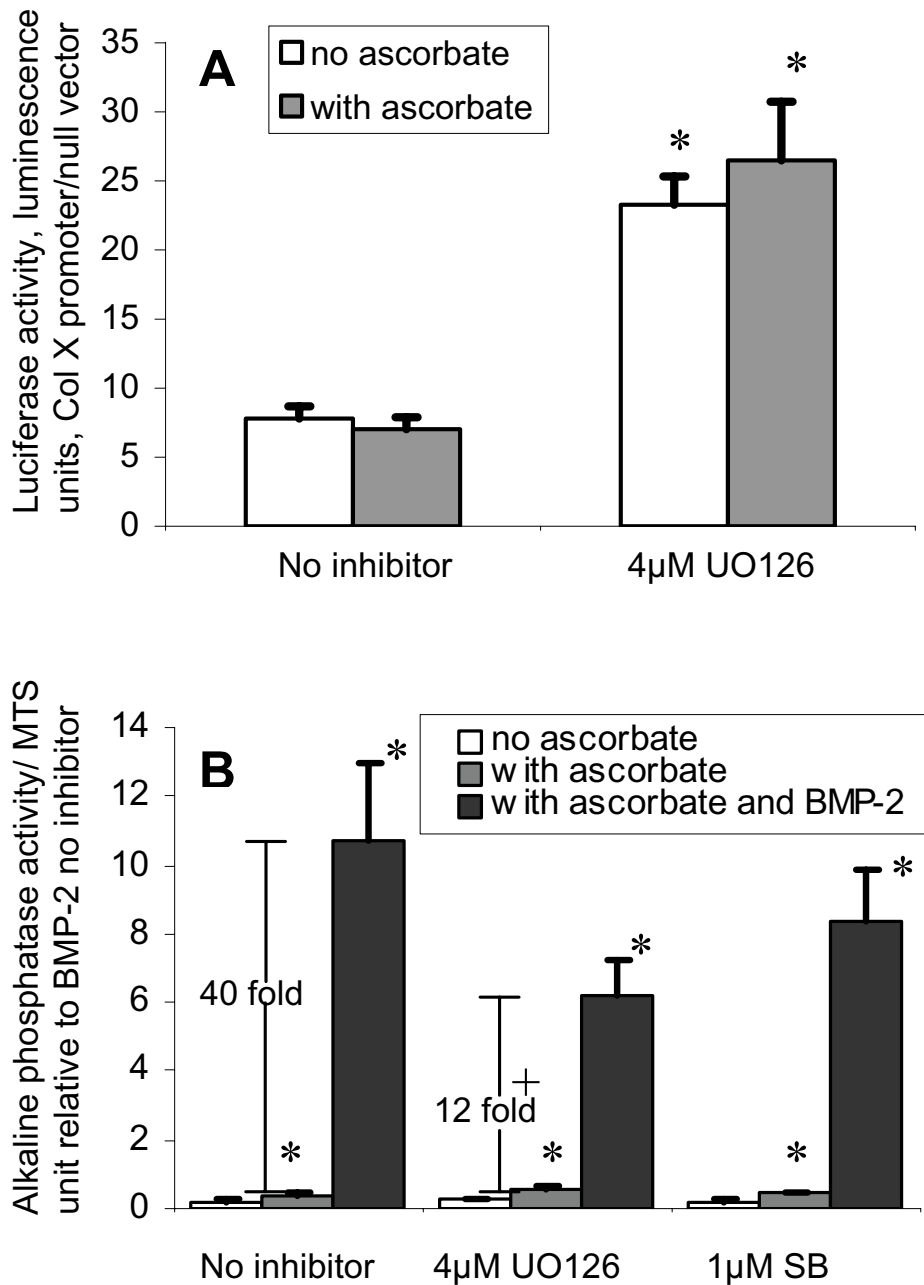 Luciferase activity, luminescence
units, Col X promoter/null vector
35
30
25
20
15
10
5
0
A
no ascorbate
with ascorbate
*
*
No inhibitor
4µM UO126
Alkaline phosphatase activity/ MTS
unit relative to BMP-2 no inhibitor
14
12
10
8
6
4
2
0
B
no ascorbate
with ascorbate
with ascorbate and BMP-2
*
*
*
40 fold
+
12 fold
*
*
*
No inhibitor
4µM UO126
1µM SB